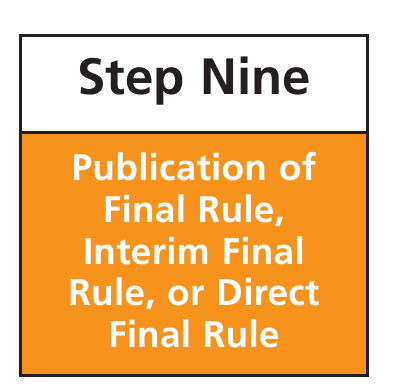 Step Nine
Publication of
Final Rule,
Interim Final
Rule, or Direct
Final Rule